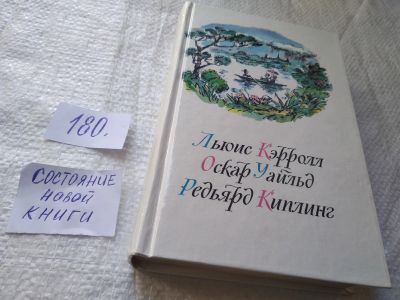 180.
СОСТОЯНИЕ
новой
КНИГИ
Льюис Кэрролл
Оскар Уайльд
Редьярд Киплинг